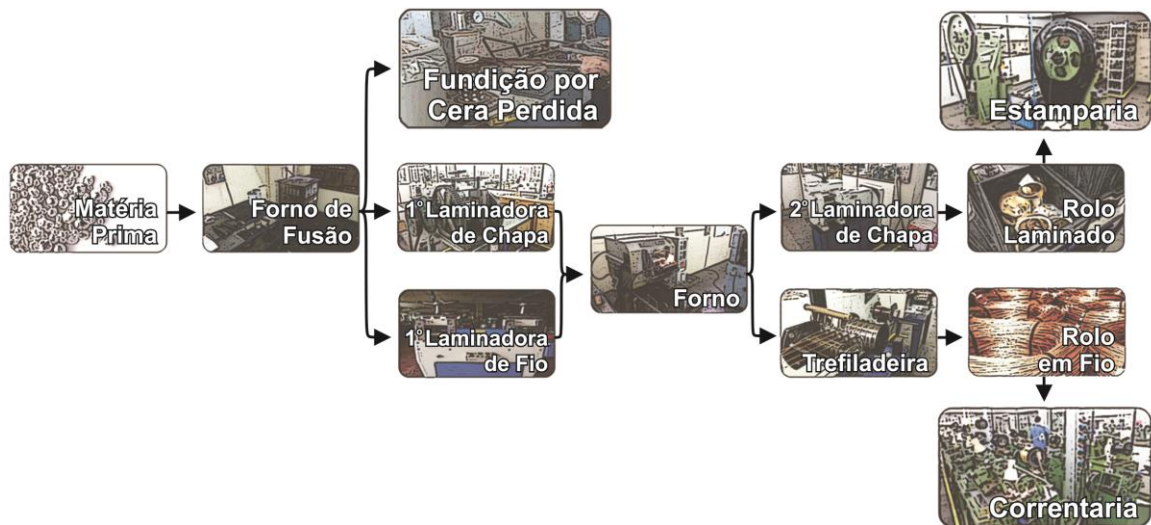 Fundição por
Cera Perdida
Estamparia
Matéria
Prima
Forno de
Fusão
1° Laminadora
de Chapa
2° Laminadora
de Chapa
Rolo
Laminado
Forno
1° Laminadora
de Fio
Trefiladeira
Rolo
em Fio
Correntaria